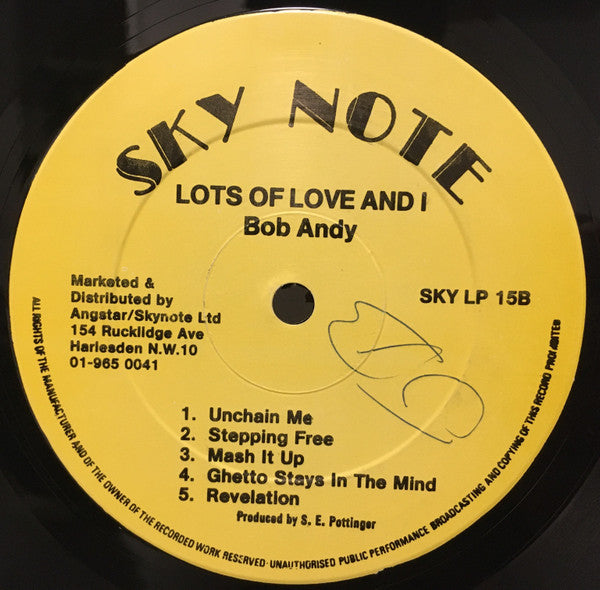 SKY NOTE
LOTS OF LOVE AND I
Bob Andy
Marketed &
Distributed by
Angstar/Skynote Ltd
154 Rucklidge Ave
Harlesden N.W.10
01-965 0041
SKY LP 15B
1. Unchain Me
2. Stepping Free
3. Mash It Up
4. Ghetto Stays In The Mind
5. Revelation
Produced by S. E. Pottinger
ALL RIGHTS OF THE MANUFACTURER AND OF THE OWNER OF THE RECORDED WORK RESERVED· UNAUTHORISED PUBLIC PERFORMANCE BROADCASTING AND COPYING OF THIS RECORD PROHIBITED